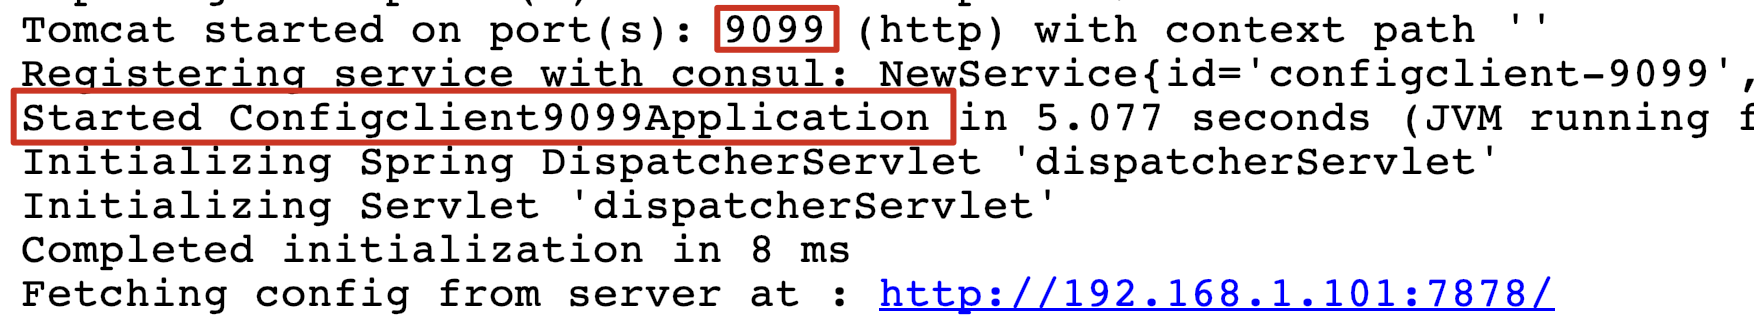 Tomcat started on port(s): 9099 (http) with context path ''
Registering service with consul: NewService{id='configclient-9099',
Started Configclient9099Application in 5.077 seconds (JVM running f
Initializing Spring DispatcherServlet 'dispatcherServlet'
Initializing Servlet 'dispatcherServlet'
Completed initialization in 8 ms
Fetching config from server at : http://192.168.1.101:7878/